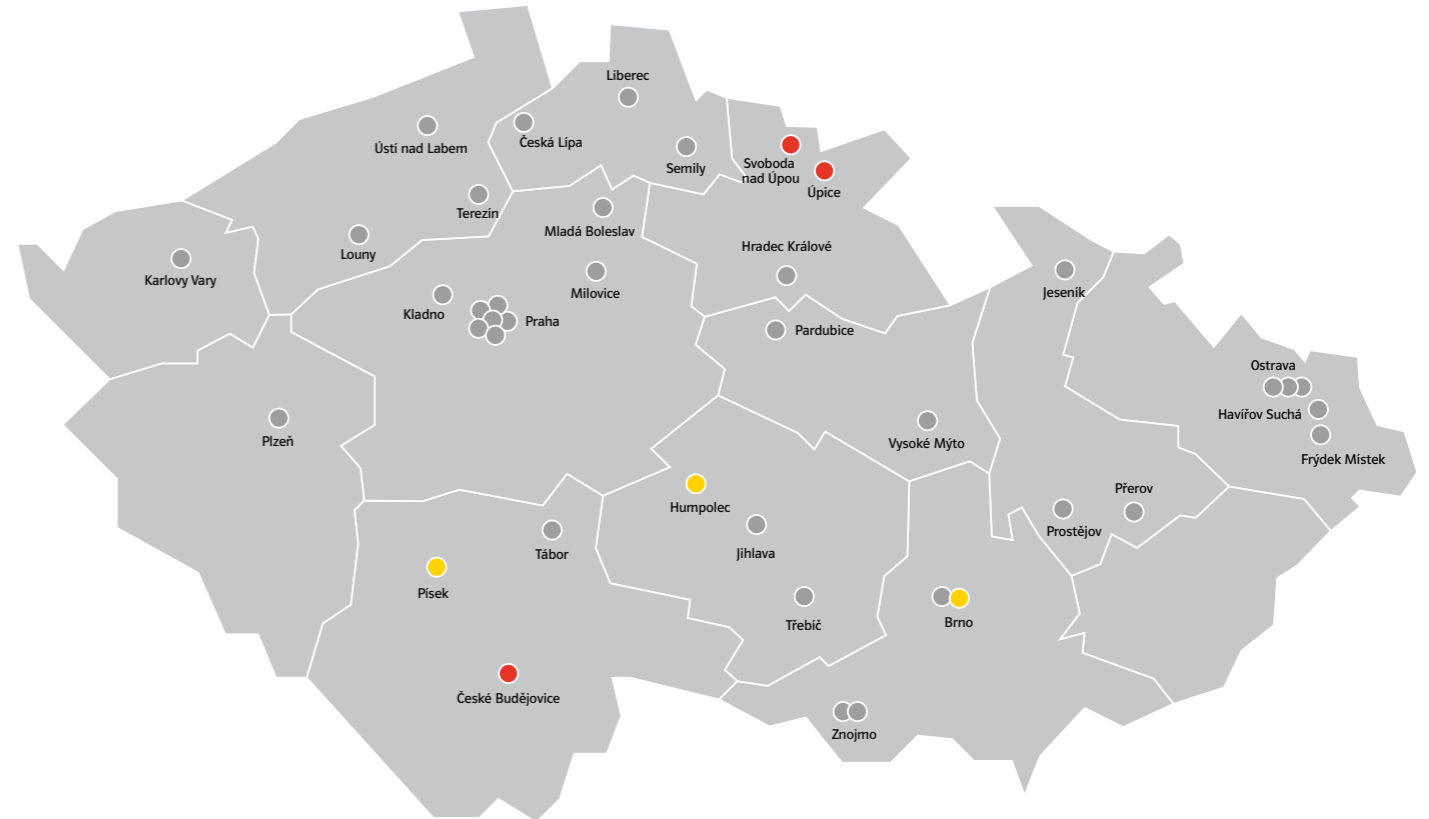 Liberec
Ústí nad Labem
Česká Lípa
Semily
Svoboda
nad Úpou
Úpice
Terezín
Mladá Boleslav
Louny
Hradec Králové
Karlovy Vary
Milovice
Jeseník
Kladno
Praha
Pardubice
Ostrava
Havířov Suchá
Plzeň
Vysoké Mýto
Frýdek Místek
Humpolec
Přerov
Prostějov
Tábor
Jihlava
Pisek
Třebíč
Brno
České Budějovice
Znojmo